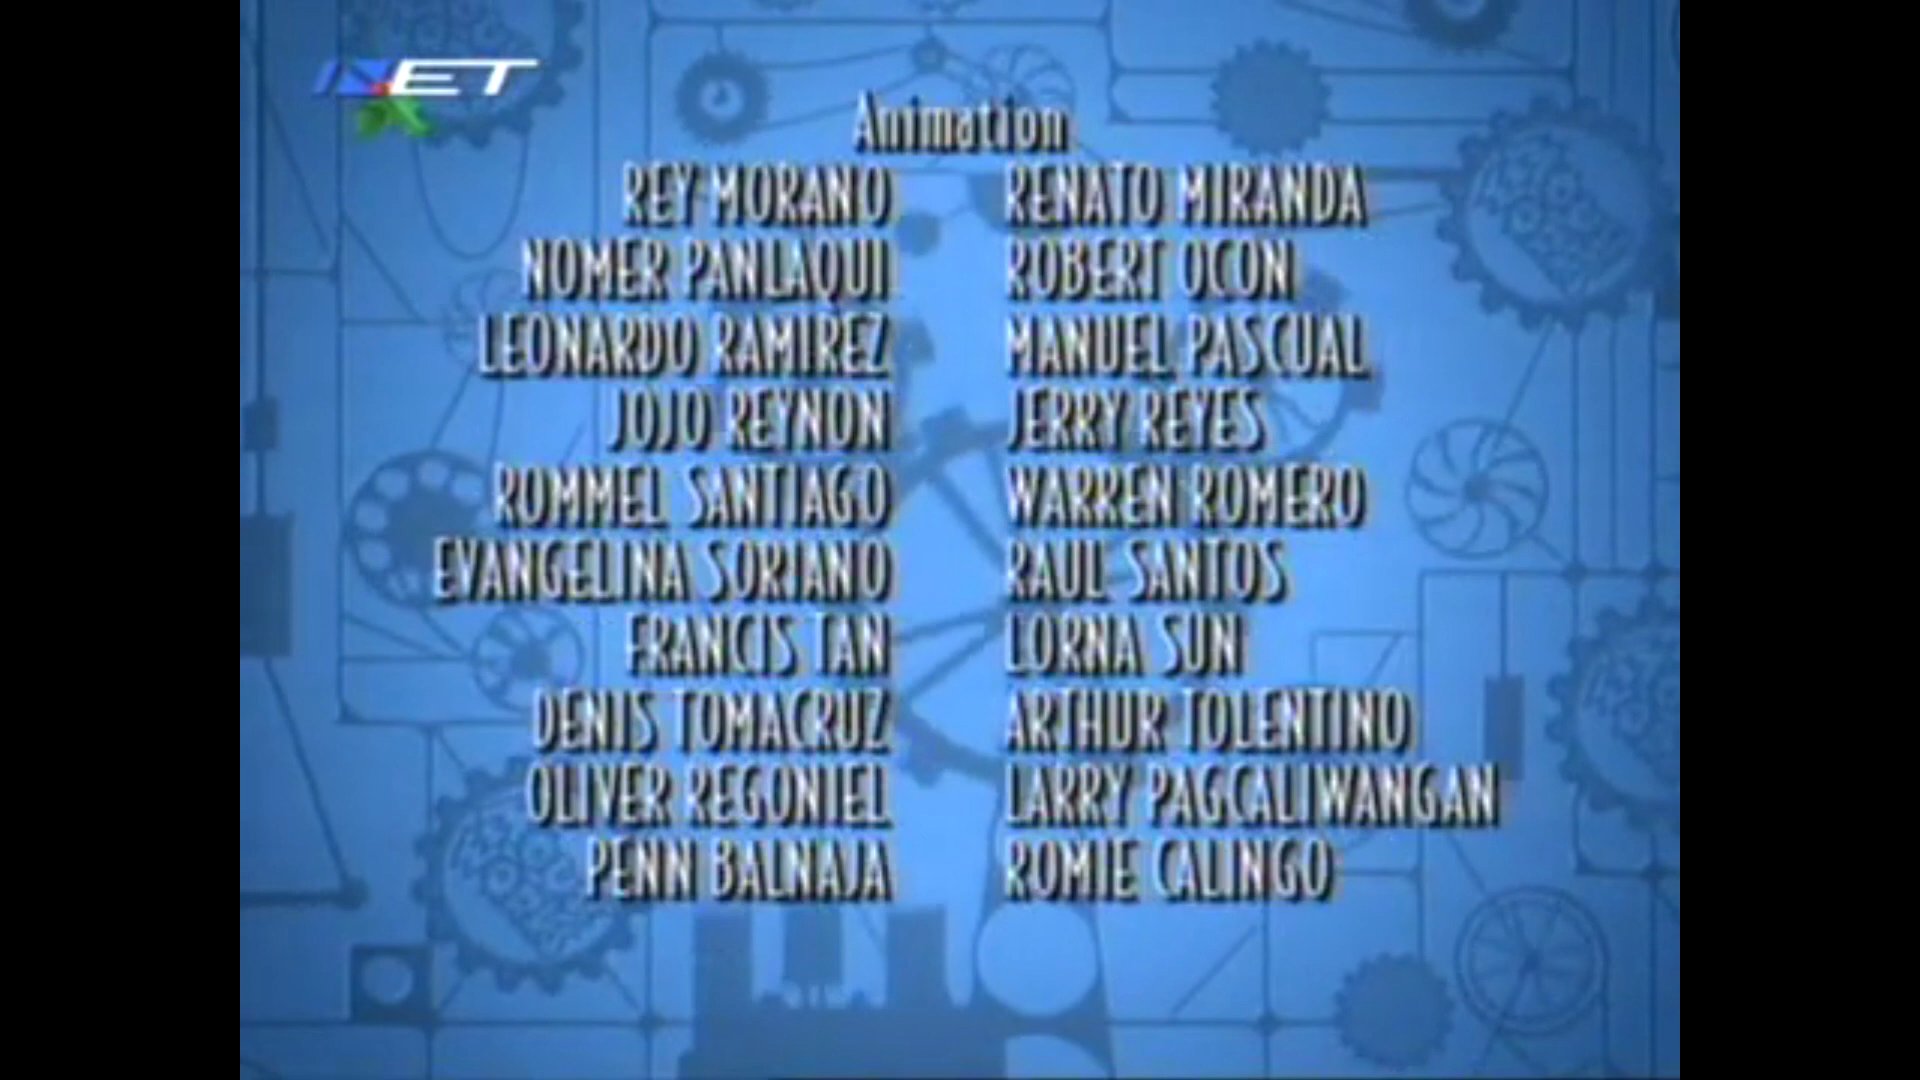 NET
Animation
REY MORANO RENATO MIRANDA
NOMER PANLAQUI ROBERT OCON
LEONARDO RAMIREZ MANUEL PASCUAL
JOJO REYNON JERRY REYES
ROMMEL SANTIAGO WARREN ROMERO
EVANGELINA SORIANO RAUL SANTOS
FRANCIS TAN LORNA SUN
DENIS TOMACRUZ ARTHUR TOLENTINO
OLIVER REGONIEL LARRY PAGCALIWANGAN
PENN BALNAJA ROMIE CALINGO